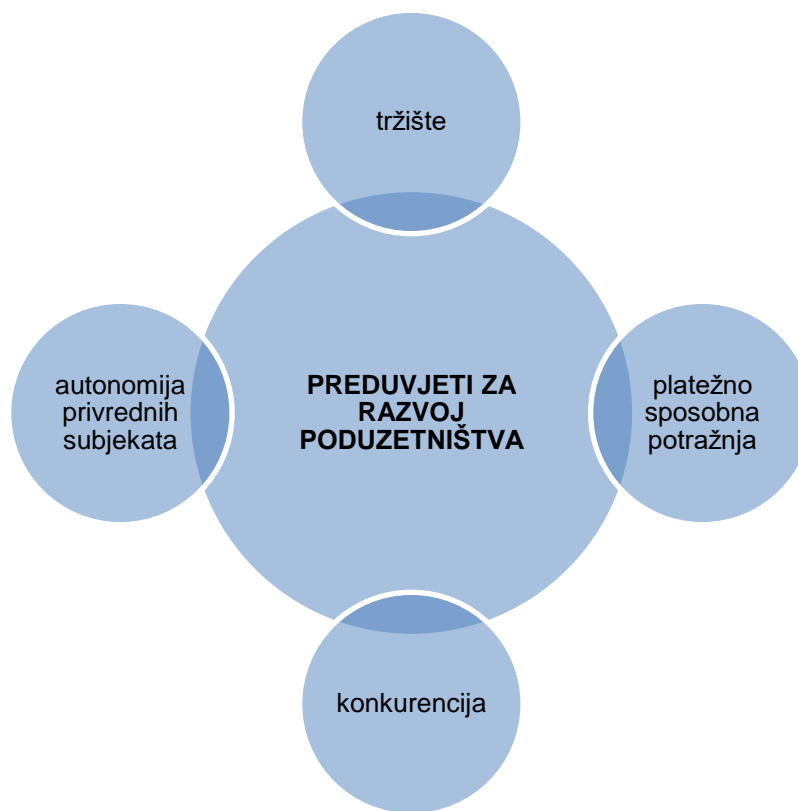 tržište
autonomija
privrednih
subjekata
PREDUVJETI ZA
RAZVOJ
PODUZETNIŠTVA
platežno
sposobna
potražnja
konkurencija